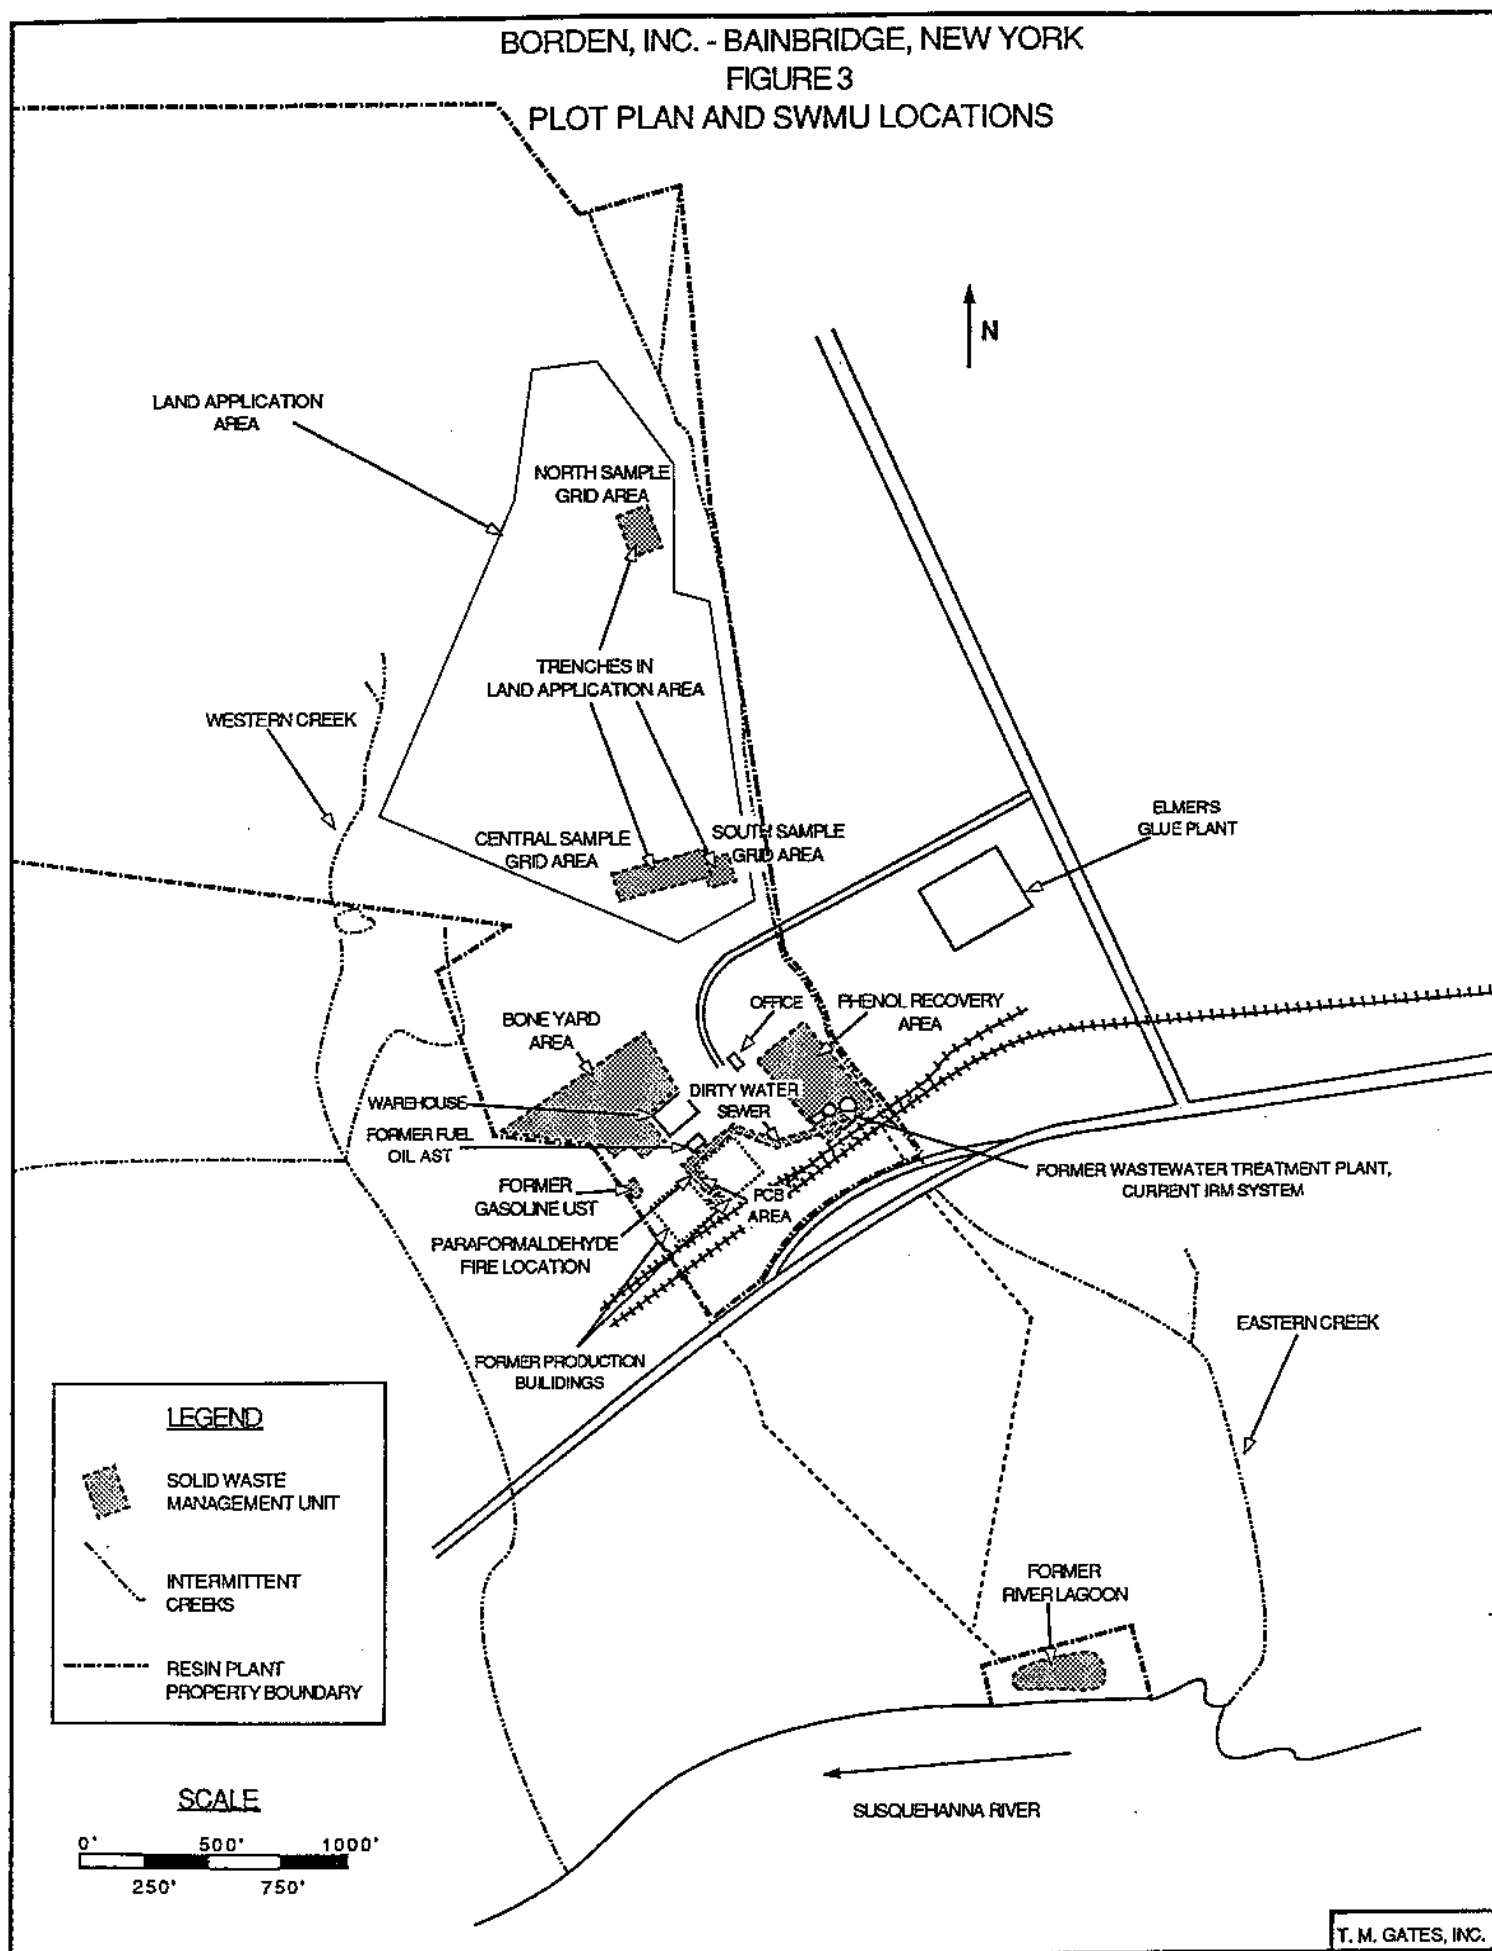 BORDEN, INC. - BAINBRIDGE, NEW YORK
FIGURE 3
PLOT PLAN AND SWMU LOCATIONS
N
LAND APPLICATION
AREA
NORTH SAMPLE
GRID AREA
TRENCHES IN
LAND APPLICATION AREA
WESTERN CREEK
CENTRAL SAMPLE
GRID AREA
SOUTH SAMPLE
GRID AREA
ELMER'S
GLUE PLANT
OFFICE
PHENOL RECOVERY
AREA
BONE YARD
AREA
DIRTY WATER
SEWER
WAREHOUSE
FORMER FUEL
OIL AST
FORMER
GASOLINE UST
PCB
AREA
FORMER WASTEWATER TREATMENT PLANT,
CURRENT IRM SYSTEM
PARAFORMALDEHYDE
FIRE LOCATION
FORMER PRODUCTION
BUILIDINGS
EASTERN CREEK
LEGEND
SOLID WASTE
MANAGEMENT UNIT
INTERMITTENT
CREEKS
RESIN PLANT
PROPERTY BOUNDARY
FORMER
RIVER LAGOON
SUSQUEHANNA RIVER
SCALE
0' 500' 1000'
250' 750'
T. M. GATES, INC.